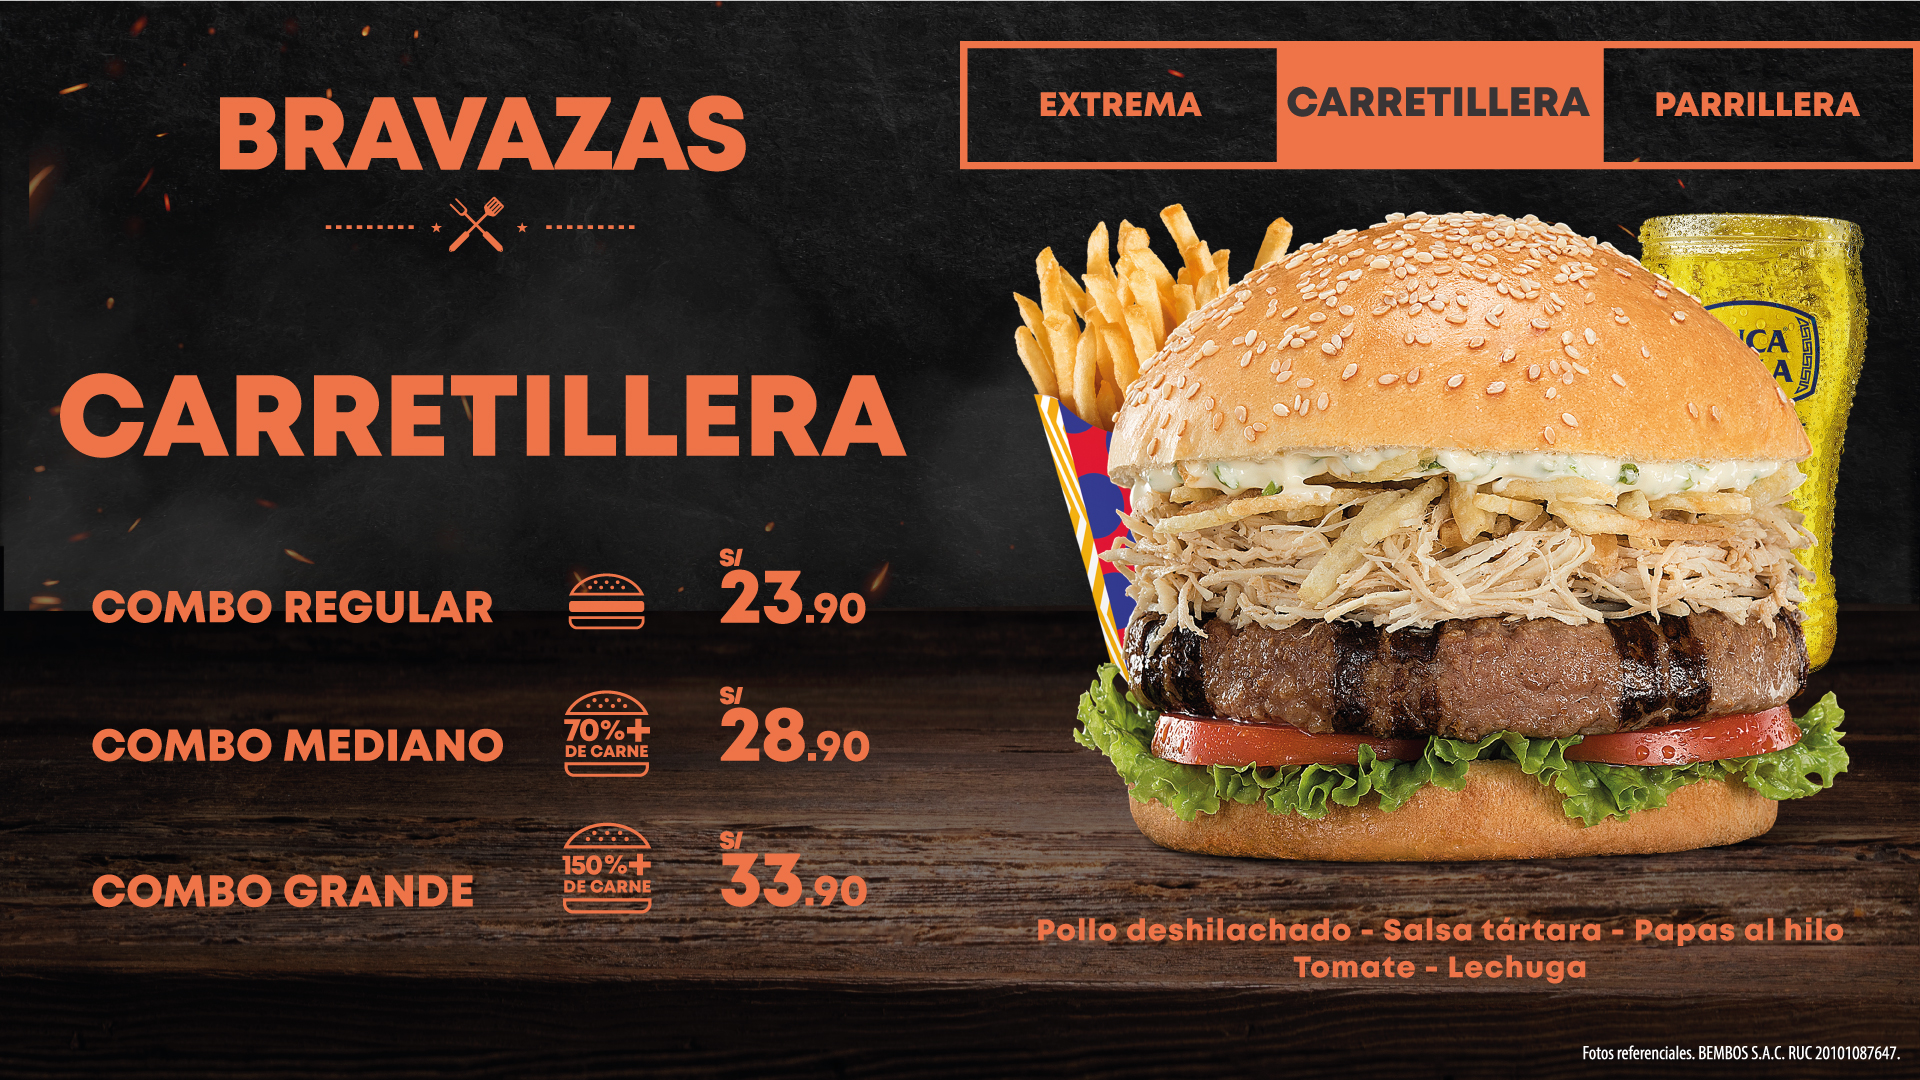 BRAVAZAS
EXTREMA
CARRETILLERA
PARRILLERA
CARRETILLERA
COMBO REGULAR
S/
23.90
COMBO MEDIANO
70%+
DE CARNE
S/
28.90
COMBO GRANDE
150%+
DE CARNE
S/
33.90
Pollo deshilachado - Salsa tártara - Papas al hilo
Tomate - Lechuga
Fotos referenciales. BEMBOS S.A.C. RUC 20101087647.